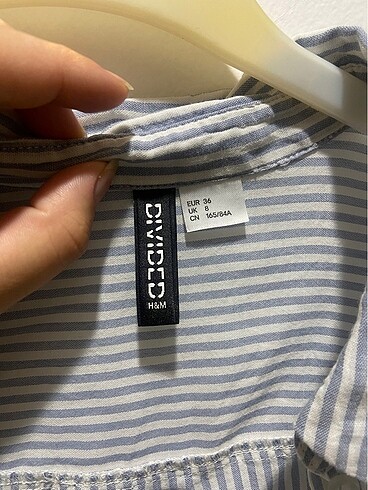 DIVIDED
H&M
EUR 36
UK 8
CN 165/84A